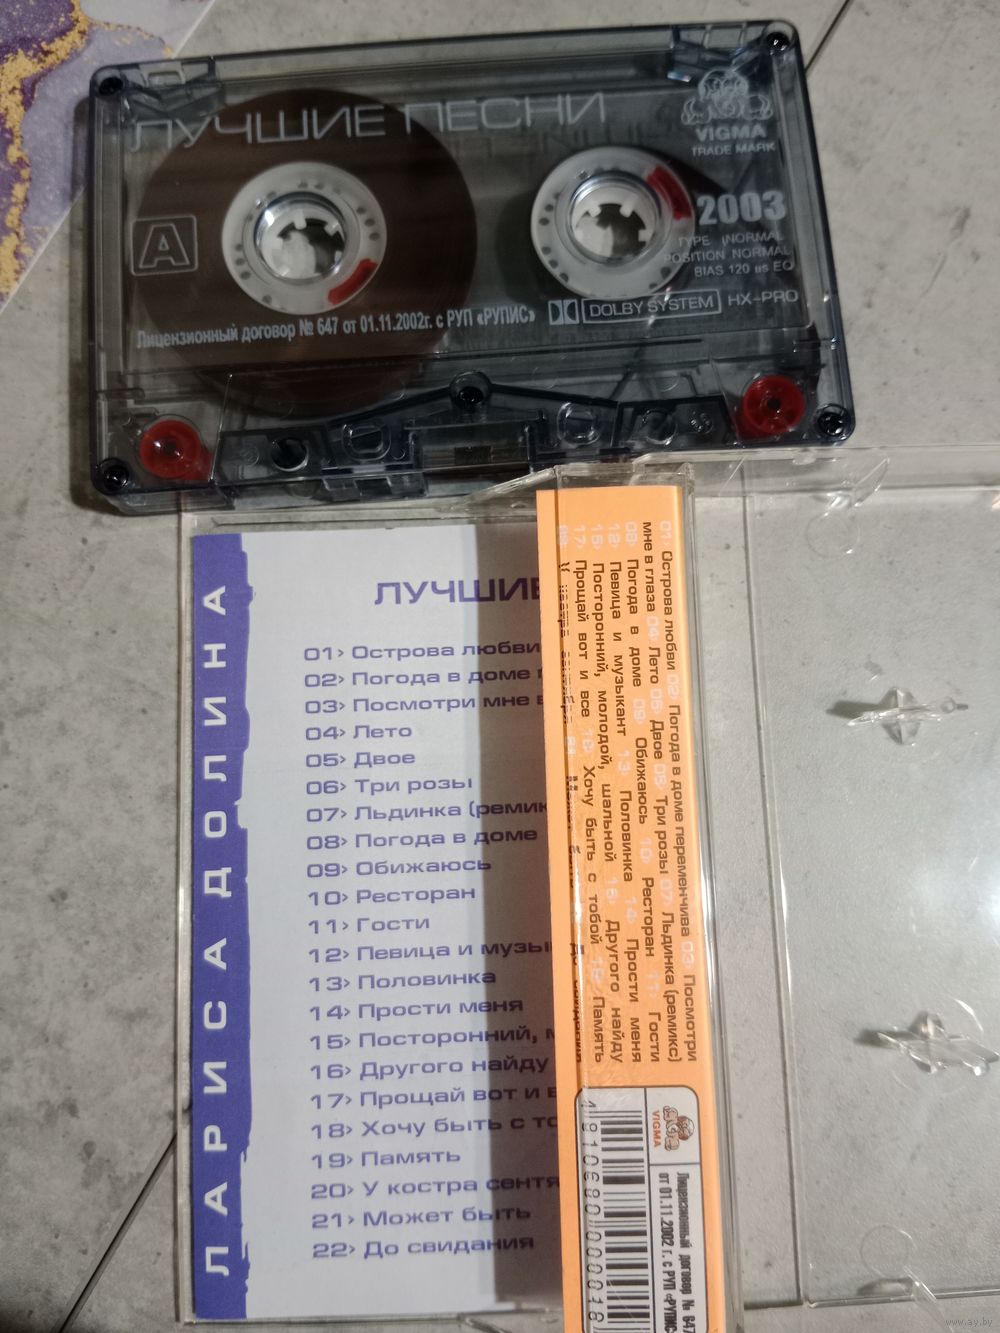 ЛУЧШИЕ ПЕСНИ
VIGMA
TRADE MARK
A
2003
TYPE I NORMAL
POSITION NORMAL
BIAS 120 us EQ
DOLBY SYSTEM HX-PRO
Лицензионный договор № 647 от 01.11.2002г. с РУП «РУПИС»
ЛАРИСА ДОЛИНА
ЛУЧШИЕ
01› Острова любви
02› Погода в доме
03› Посмотри мне в
04› Лето
05› Двое
06› Три розы
07› Льдинка (ремик
08› Погода в доме
09› Обижаюсь
10› Ресторан
11› Гости
12› Певица и музы
13› Половинка
14› Прости меня
15› Посторонний,
16› Другого найду
17› Прощай вот и в
18› Хочу быть с то
19› Память
20› У костра сентя
21› Может быть
22› До свидания
01› Острова любви 02› Погода в доме переменчива 03› Посмотри
мне в глаза 04› Лето 05› Двое 06› Три розы 07› Льдинка (ремикс)
08› Погода в доме 09› Обижаюсь 10› Ресторан 11› Гости
12› Певица и музыкант 13› Половинка 14› Прости меня
15› Посторонний, молодой, шальной 16› Другого найду
17› Прощай вот и все 18› Хочу быть с тобой 19› Память
VIGMA
Лицензионный договор № 647
от 01.11.2002 г. с РУП «РУПИС»
4 810680 000018
www.ay.by